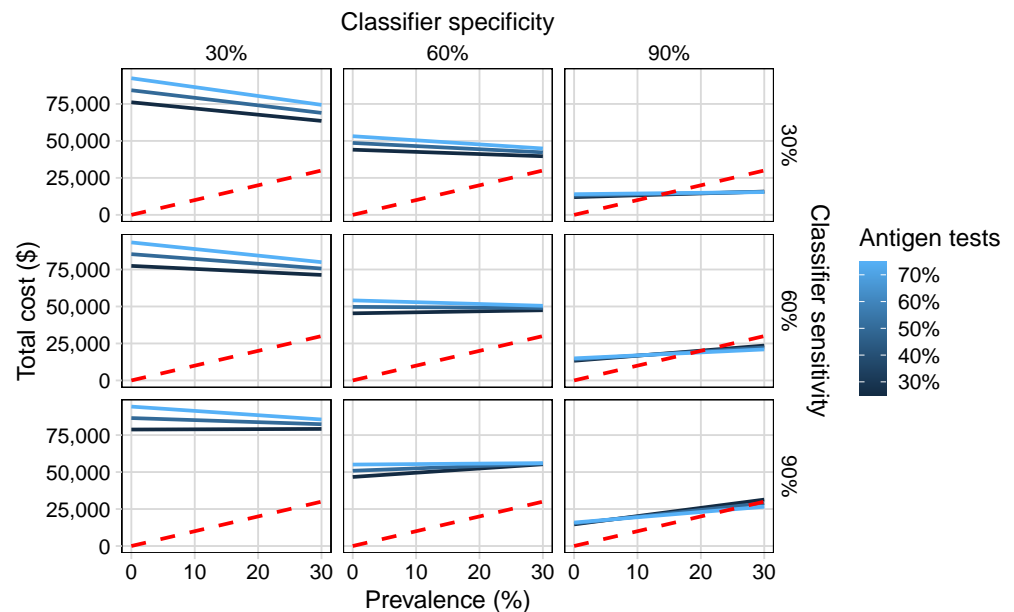 Classifier specificity
30% 60% 90%
75,000
50,000
25,000
0
30%
75,000
50,000
25,000
0
60%
75,000
50,000
25,000
0
90%
0 10 20 30 0 10 20 30 0 10 20 30
Prevalence (%)
Total cost ($)
Classifier sensitivity
Antigen tests
70%
60%
50%
40%
30%